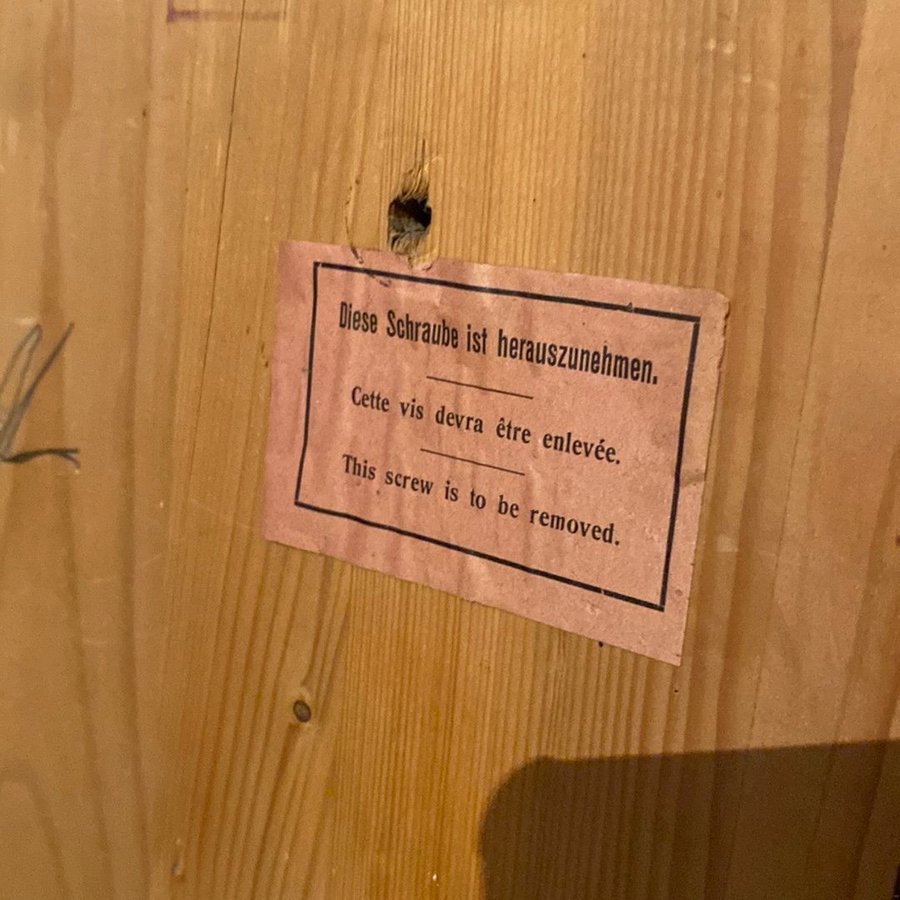 Diese Schraube ist herauszunehmen.
Cette vis devra être enlevée.
This screw is to be removed.